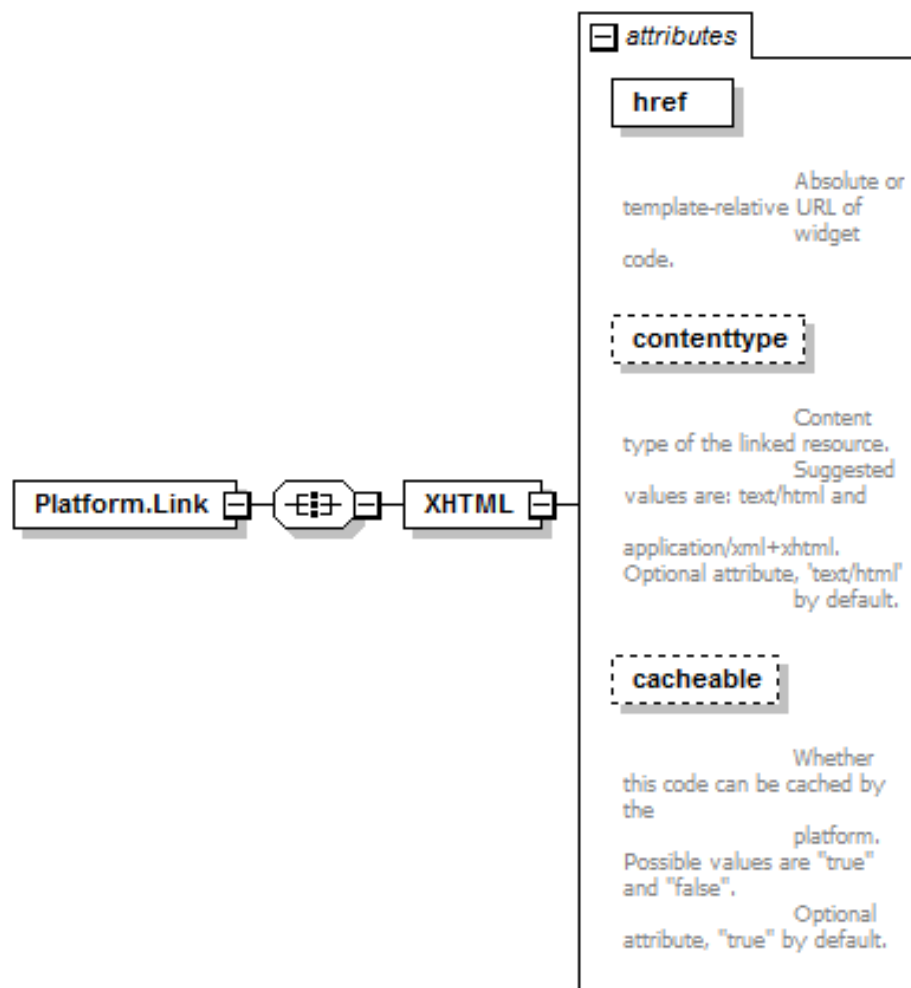 attributes
href
Absolute or
template-relative URL of
widget
code.
contenttype
Content
type of the linked resource.
Suggested
values are: text/html and
application/xml+xhtml.
Optional attribute, 'text/html'
by default.
Platform.Link
XHTML
cacheable
Whether
this code can be cached by
the
platform.
Possible values are "true"
and "false".
Optional
attribute, "true" by default.